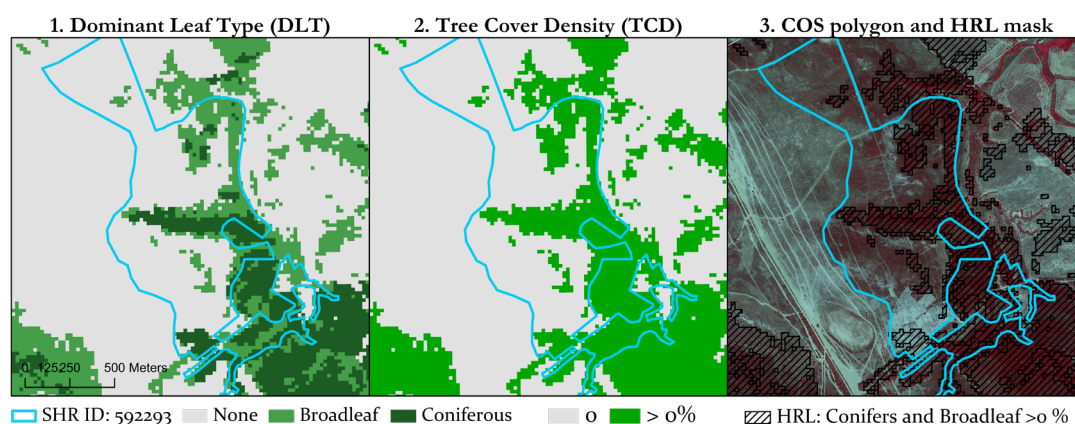 1. Dominant Leaf Type (DLT)
2. Tree Cover Density (TCD)
3. COS polygon and HRL mask
0 125250 500 Meters
SHR ID: 592293 None Broadleaf Coniferous 0 > 0% HRL: Conifers and Broadleaf >0 %